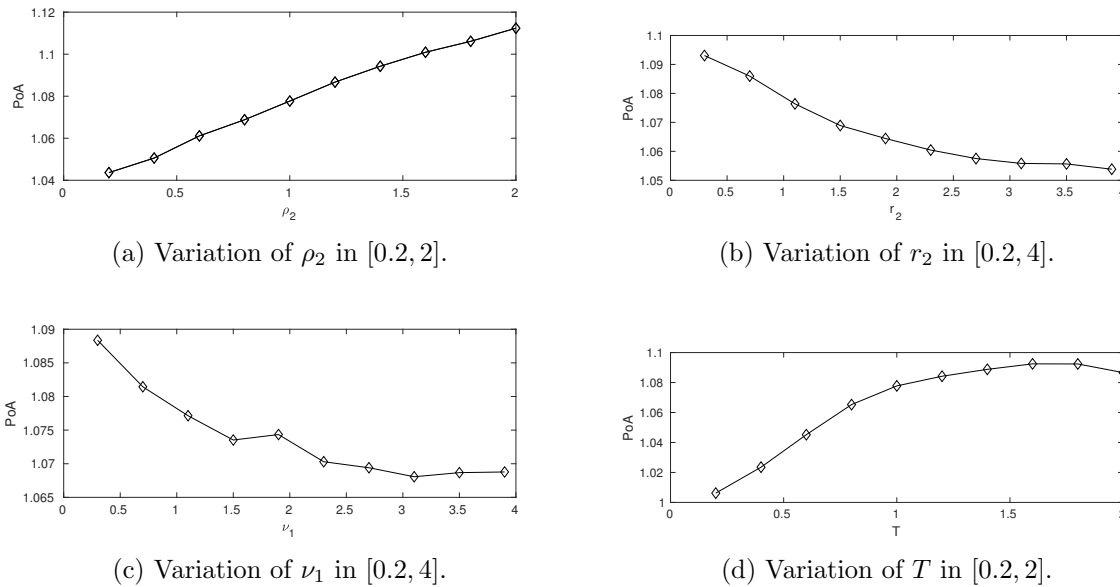 1.12
1.1
1.08
1.06
1.04
PoA
0 0.5 1 1.5 2
ρ₂
(a) Variation of ρ₂ in [0.2, 2].
1.1
1.09
1.08
1.07
1.06
1.05
PoA
0 0.5 1 1.5 2 2.5 3 3.5 4
r₂
(b) Variation of r₂ in [0.2, 4].
1.09
1.085
1.08
1.075
1.07
1.065
PoA
0 0.5 1 1.5 2 2.5 3 3.5 4
ν₁
(c) Variation of ν₁ in [0.2, 4].
1.1
1.08
1.06
1.04
1.02
1
PoA
0 0.5 1 1.5 2
T
(d) Variation of T in [0.2, 2].